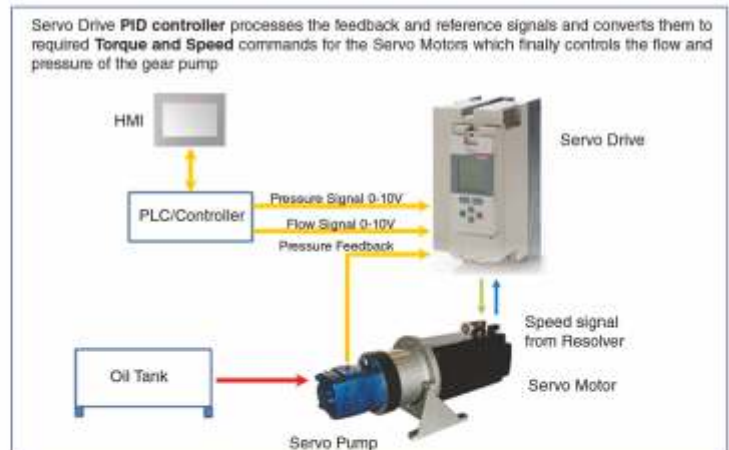 Servo Drive PID controller processes the feedback and reference signals and converts them to
required Torque and Speed commands for the Servo Motors which finally controls the flow and
pressure of the gear pump
HMI
Servo Drive
PLC/Controller
Pressure Signal 0-10V
Flow Signal 0-10V
Pressure Feedback
Speed signal
from Resolver
Oil Tank
Servo Motor
Servo Pump